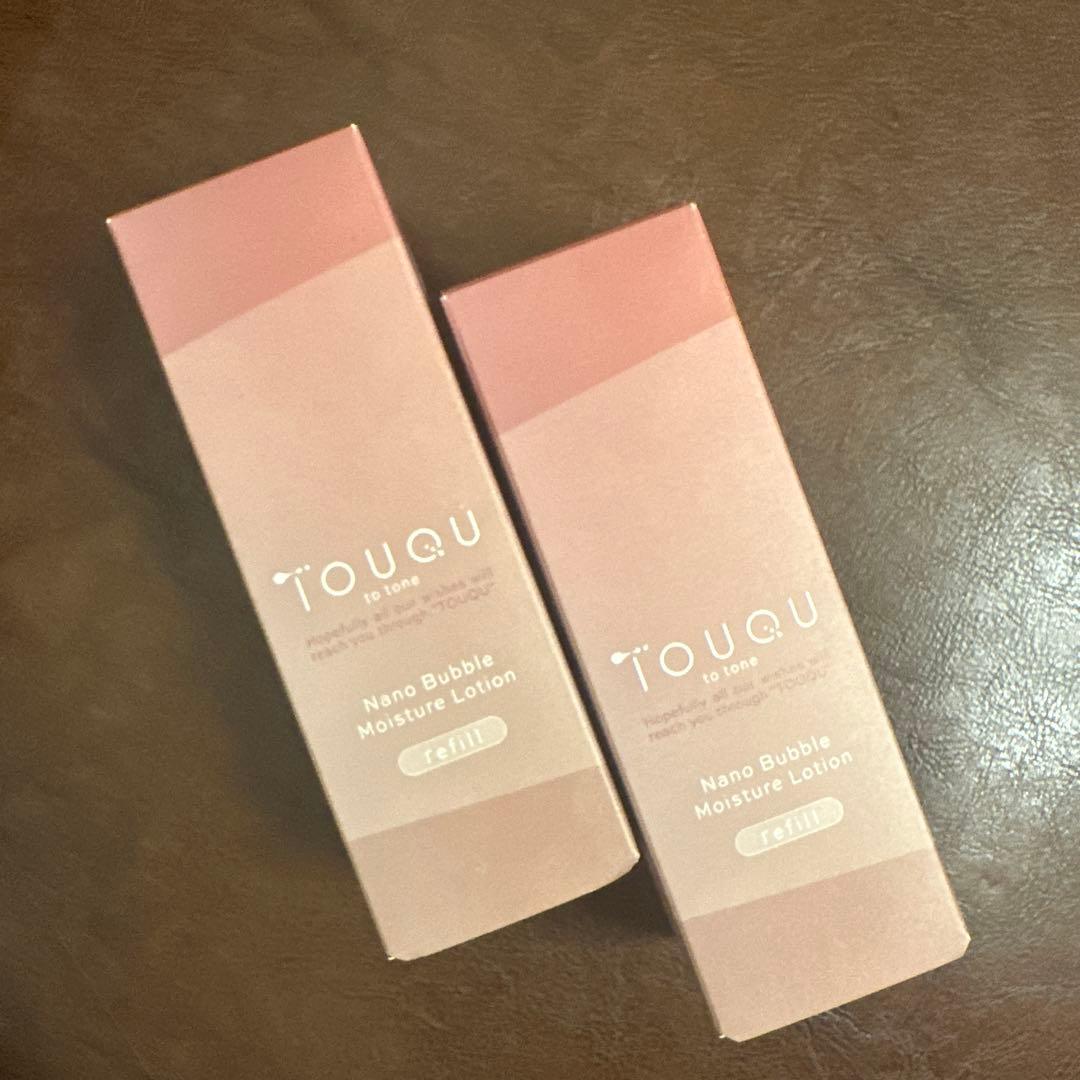 TOUQU
to tone
Hopefully all our wishes will
reach you through "TOUQU"
Nano Bubble
Moisture Lotion
refill
TOUQU
to tone
Hopefully all our wishes will
reach you through "TOUQU"
Nano Bubble
Moisture Lotion
refill